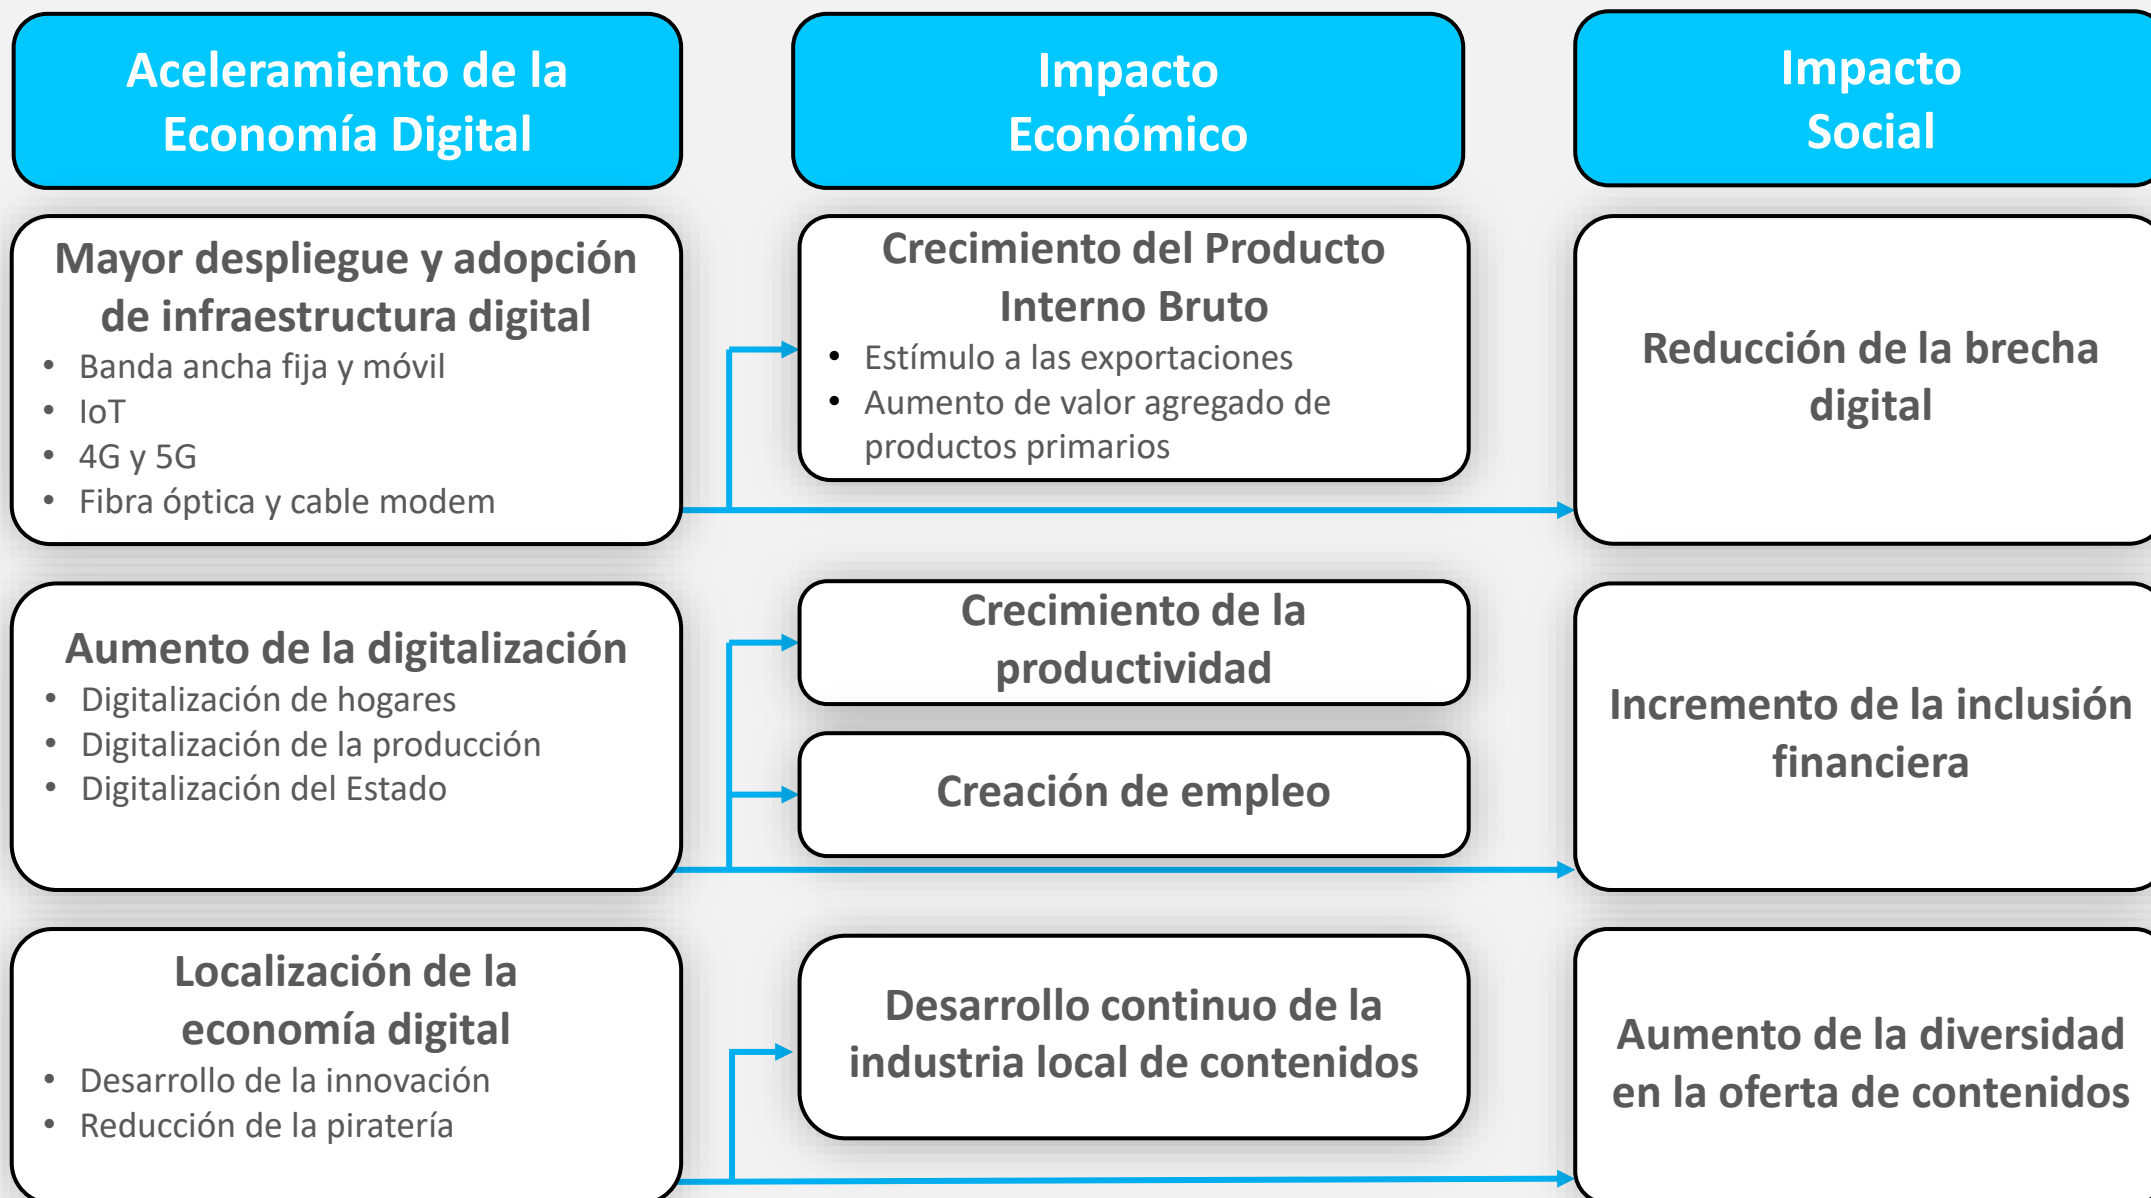 Aceleramiento de la
Economía Digital
Impacto
Económico
Impacto
Social
Mayor despliegue y adopción
de infraestructura digital
• Banda ancha fija y móvil
• IoT
• 4G y 5G
• Fibra óptica y cable modem
Crecimiento del Producto
Interno Bruto
• Estímulo a las exportaciones
• Aumento de valor agregado de
productos primarios
Reducción de la brecha
digital
Aumento de la digitalización
• Digitalización de hogares
• Digitalización de la producción
• Digitalización del Estado
Crecimiento de la
productividad
Creación de empleo
Incremento de la inclusión
financiera
Localización de la
economía digital
• Desarrollo de la innovación
• Reducción de la piratería
Desarrollo continuo de la
industria local de contenidos
Aumento de la diversidad
en la oferta de contenidos